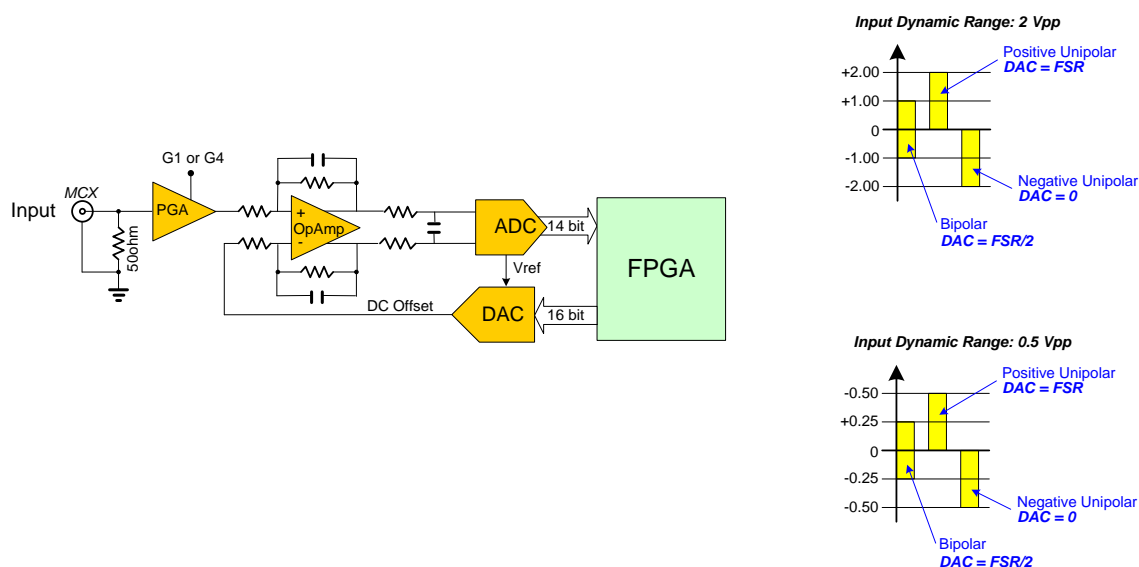 Input Dynamic Range: 2 Vpp
Positive Unipolar
DAC = FSR
+2.00
+1.00
0
-1.00
-2.00
Negative Unipolar
DAC = 0
Bipolar
DAC = FSR/2
G1 or G4
MCX
Input
PGA
50ohm
+
OpAmp
-
ADC
14 bit
FPGA
Vref
DC Offset
DAC
16 bit
Input Dynamic Range: 0.5 Vpp
Positive Unipolar
DAC = FSR
-0.50
+0.25
0
-0.25
-0.50
Negative Unipolar
DAC = 0
Bipolar
DAC = FSR/2